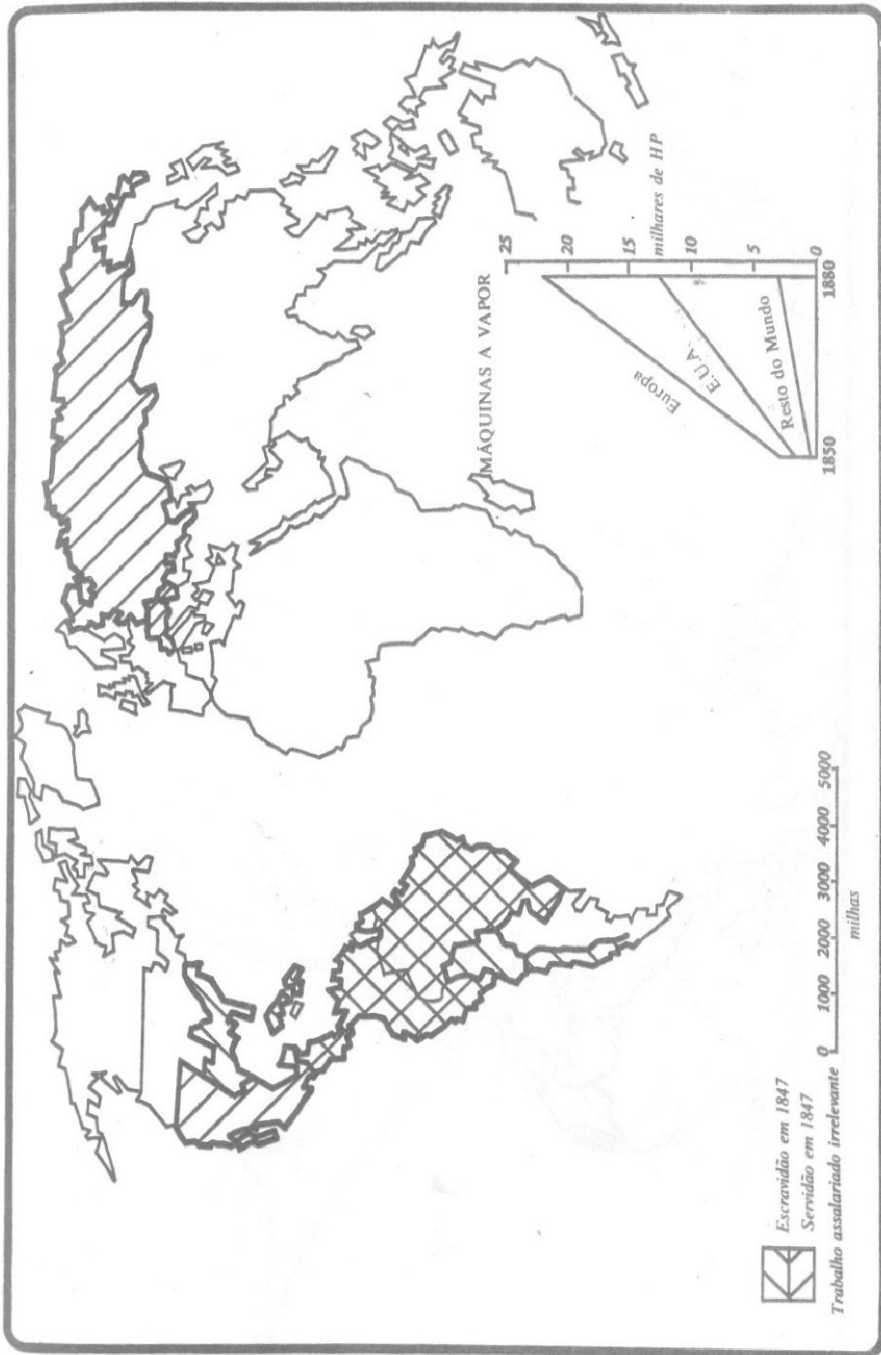 MÁQUINAS A VAPOR
25
20
15
10
5
0
milhares de HP
Europa
E.U.A.
Resto do Mundo
1850
1880
Escravidão em 1847
Servidão em 1847
Trabalho assalariado irrelevante
0 1000 2000 3000 4000 5000
milhas